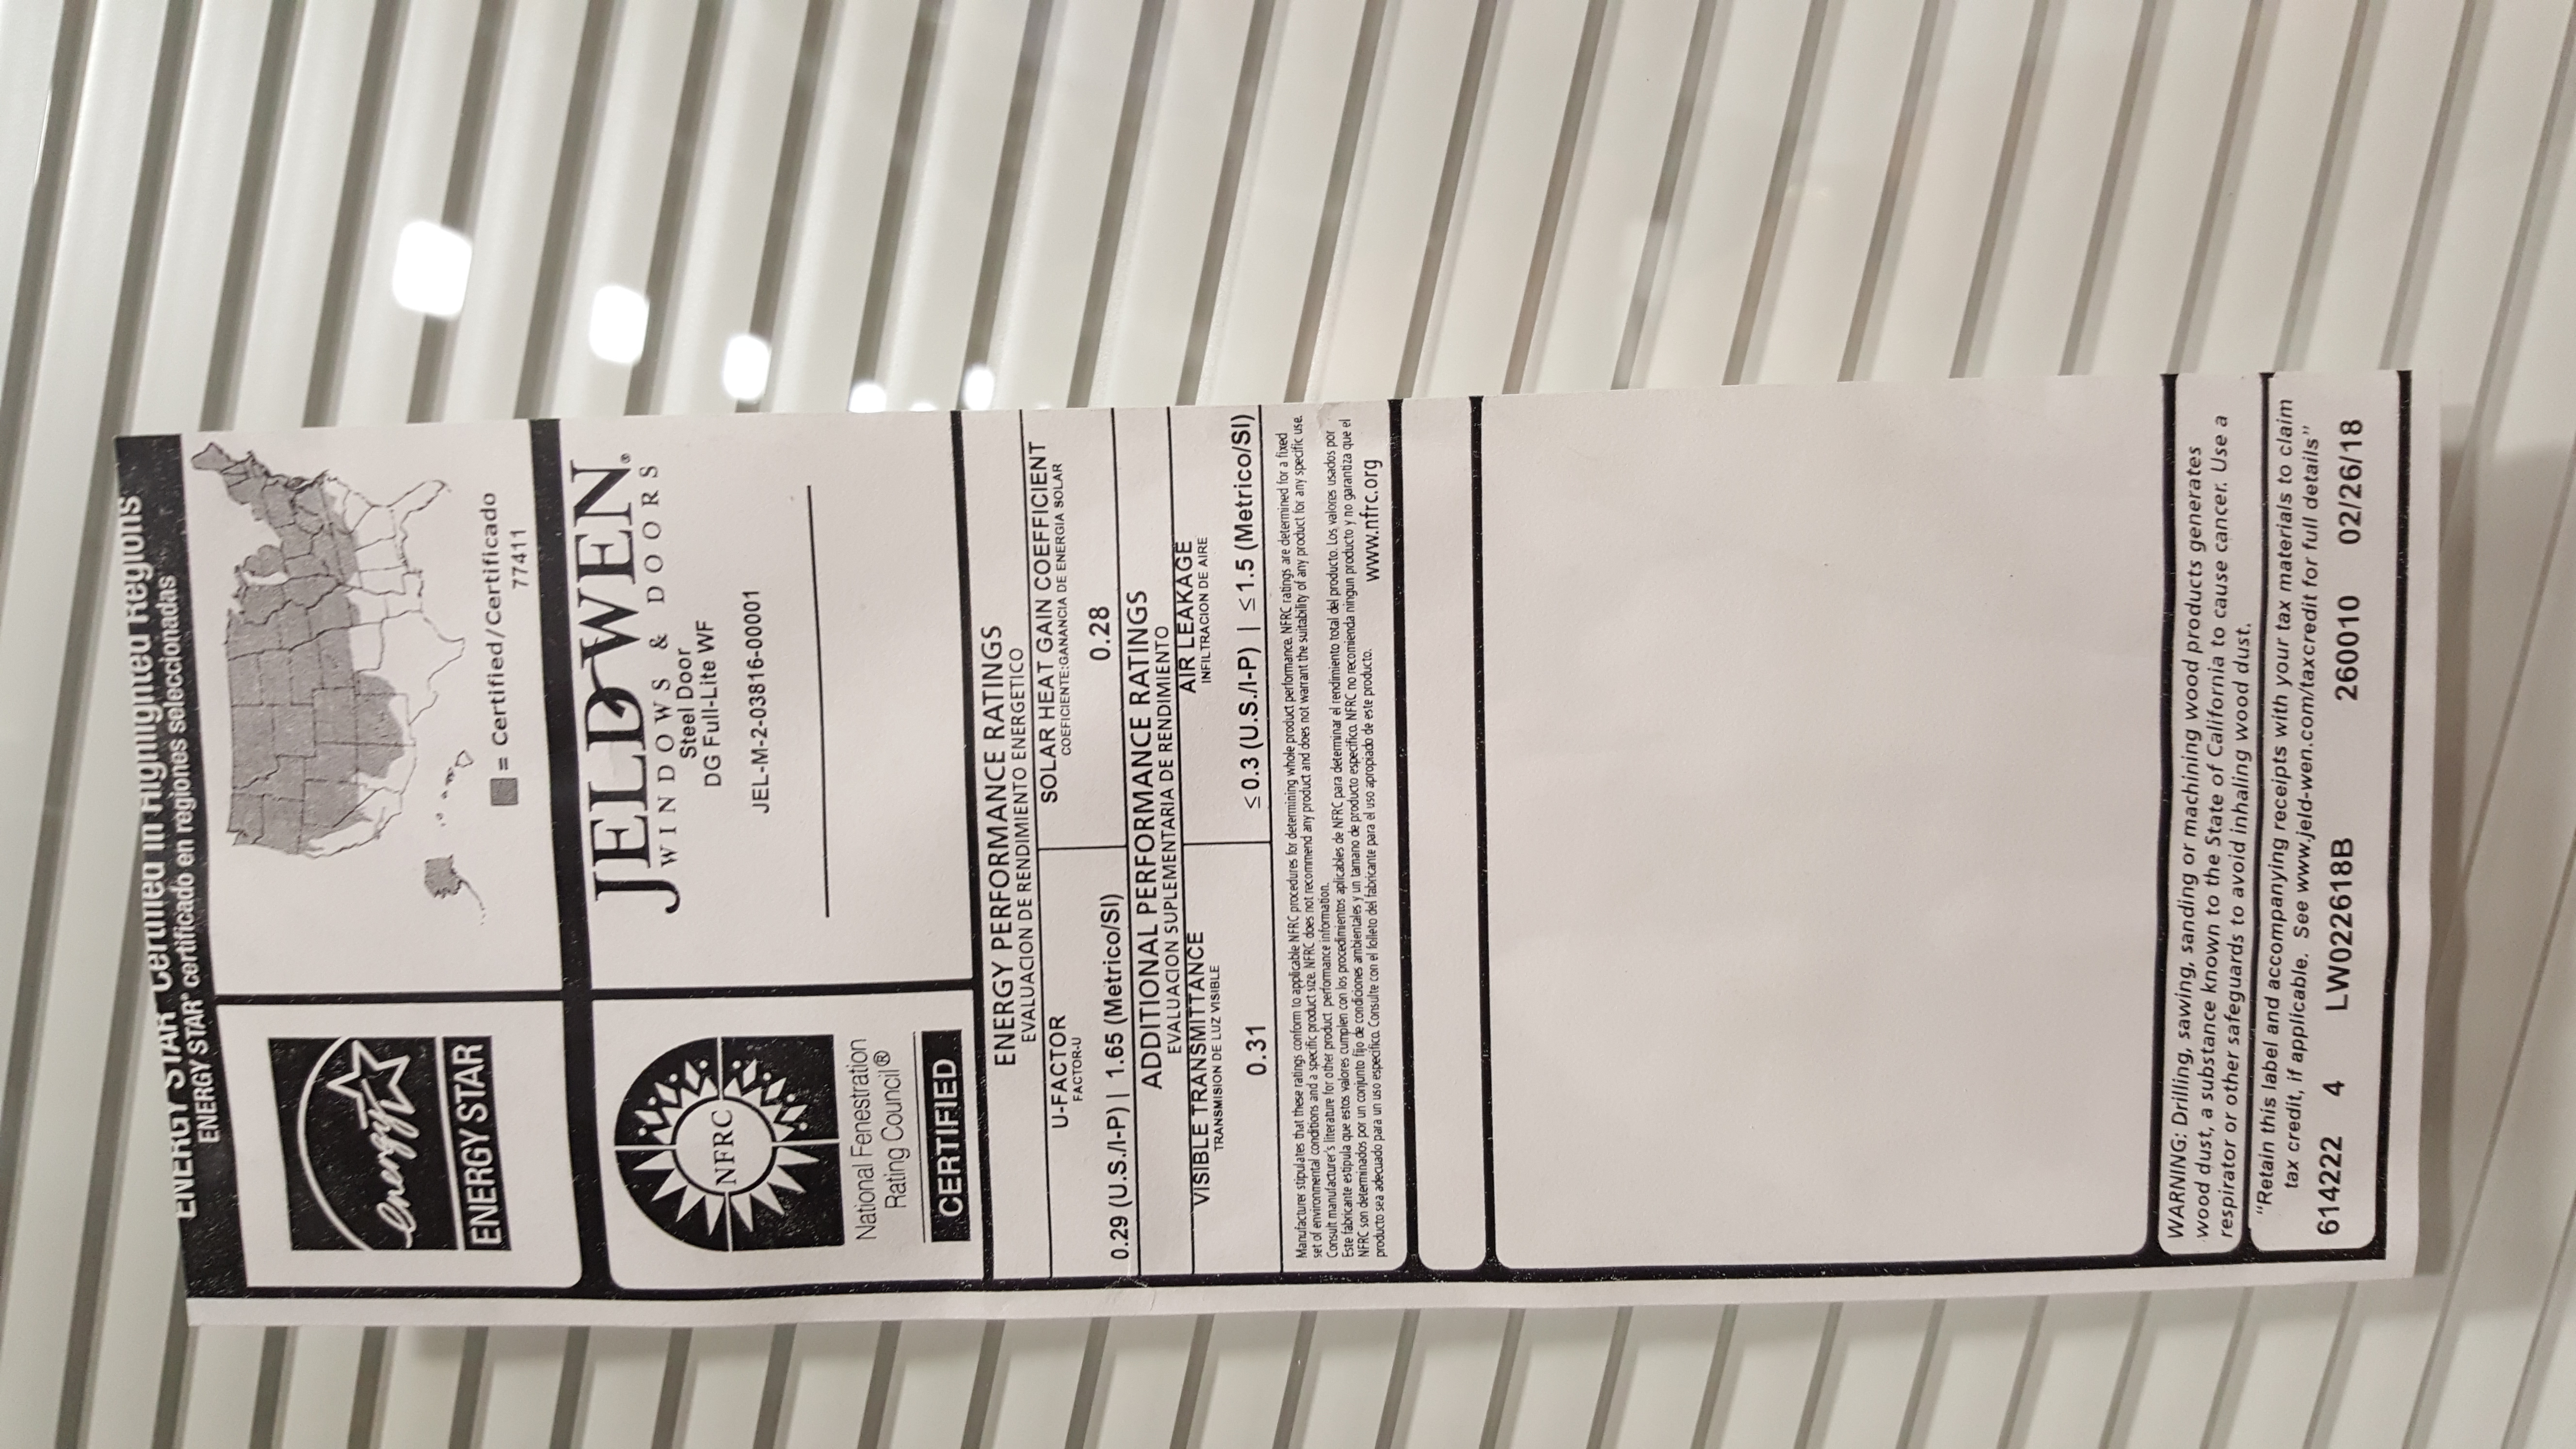 ENERGY STAR® Certified in Highlighted Regions
ENERGY STAR® certificado en regiones seleccionadas
energy
ENERGY STAR
= Certified/Certificado
77411
NFRC
National Fenestration
Rating Council®
CERTIFIED
JELD-WEN®
WINDOWS & DOORS
Steel Door
DG Full-Lite WF
JEL-M-2-03816-00001
ENERGY PERFORMANCE RATINGS
EVALUACION DE RENDIMIENTO ENERGETICO
U-FACTOR
FACTOR-U
SOLAR HEAT GAIN COEFFICIENT
COEFICIENTE:GANANCIA DE ENERGIA SOLAR
0.29 (U.S./I-P) | 1.65 (Metrico/SI)
0.28
ADDITIONAL PERFORMANCE RATINGS
EVALUACION SUPLEMENTARIA DE RENDIMIENTO
VISIBLE TRANSMITTANCE
TRANSMISION DE LUZ VISIBLE
AIR LEAKAGE
INFILTRACION DE AIRE
0.31
≤ 0.3 (U.S./I-P) | ≤ 1.5 (Metrico/SI)
Manufacturer stipulates that these ratings conform to applicable NFRC procedures for determining whole product performance. NFRC ratings are determined for a fixed
set of environmental conditions and a specific product size. NFRC does not recommend any product and does not warrant the suitability of any product for any specific use.
Consult manufacturer's literature for other product performance information.
Este fabricante estipula que estos valores cumplen con los procedimientos aplicables de NFRC para determinar el rendimiento total del producto. Los valores usados por
NFRC son determinados por un conjunto fijo de condiciones ambientales y un tamano de producto especifico. NFRC no recomienda ningun producto y no garantiza que el
producto sea adecuado para un uso especifico. Consulte con el folleto del fabricante para el uso apropiado de este producto.
www.nfrc.org
WARNING: Drilling, sawing, sanding or machining wood products generates
wood dust, a substance known to the State of California to cause cancer. Use a
respirator or other safeguards to avoid inhaling wood dust.
"Retain this label and accompanying receipts with your tax materials to claim
tax credit, if applicable. See www.jeld-wen.com/taxcredit for full details"
614222 4 LW022618B 260010 02/26/18